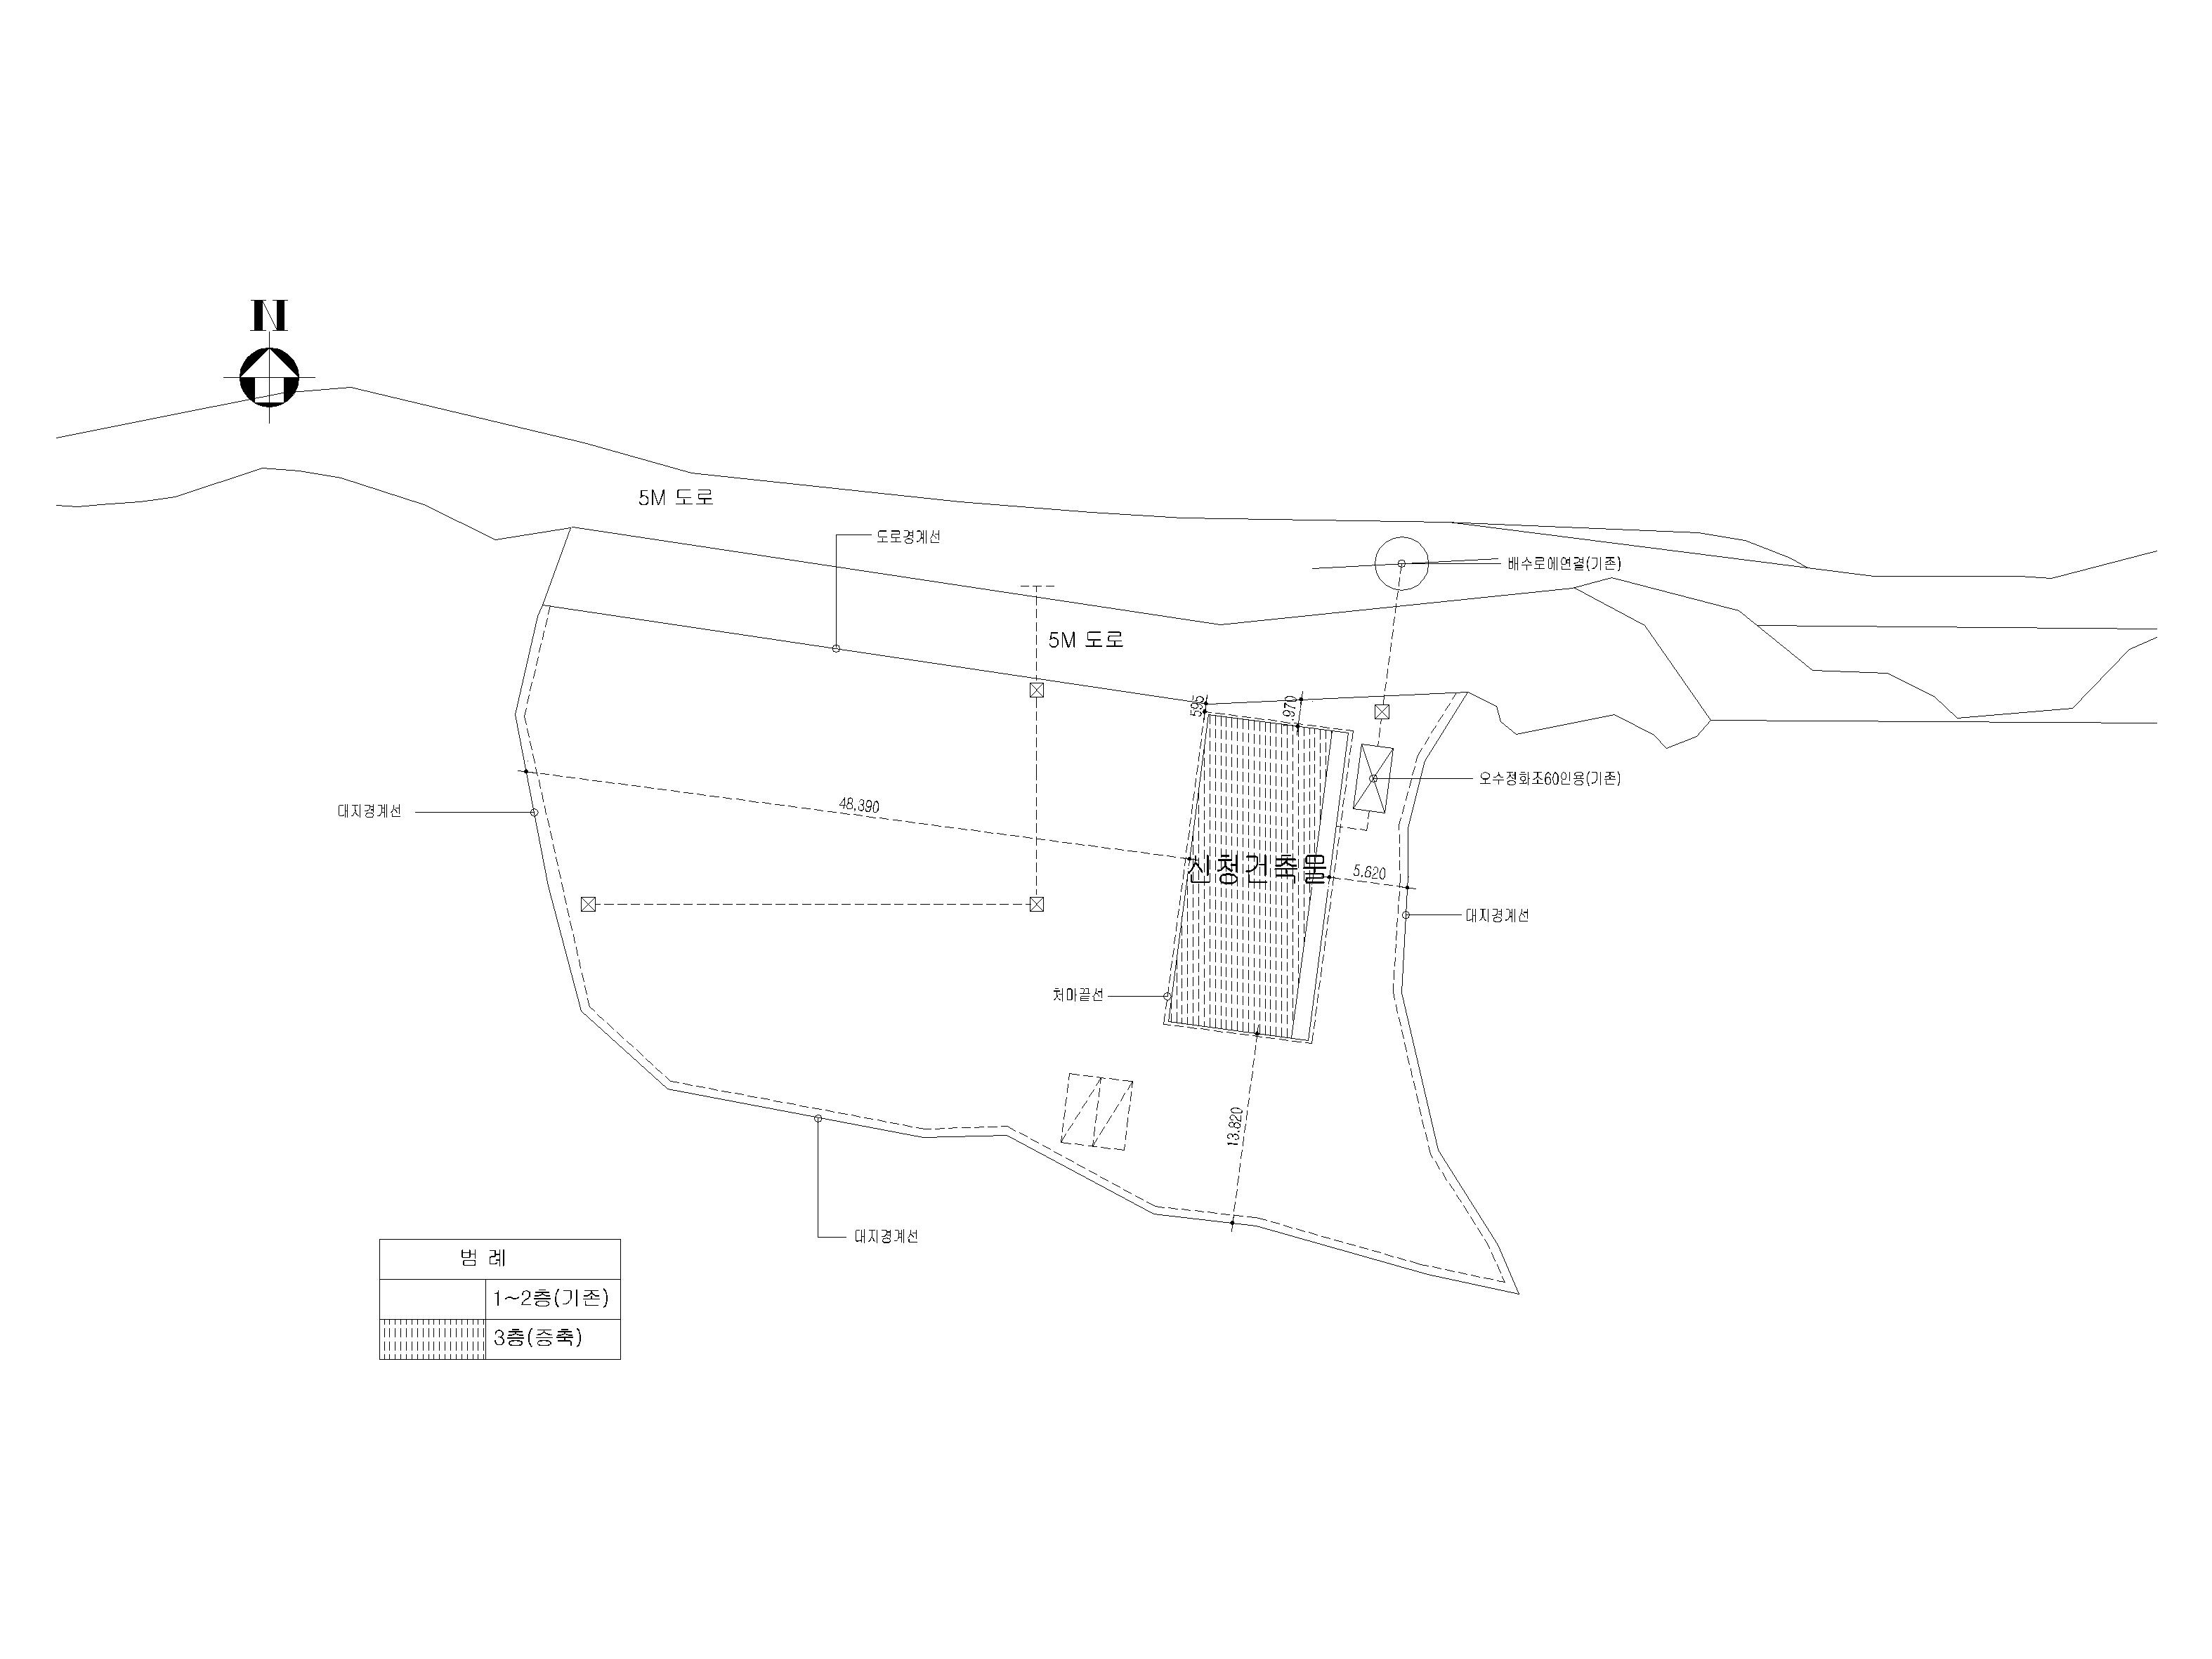 N
5M 도로
도로경계선
배수로에연결(기존)
5M 도로
595
.970
오수정화조60인용(기존)
48.390
대지경계선
신청건축물
5.620
대지경계선
처마끝선
13.820
대지경계선
범 례
1~2층(기존)
3층(증축)